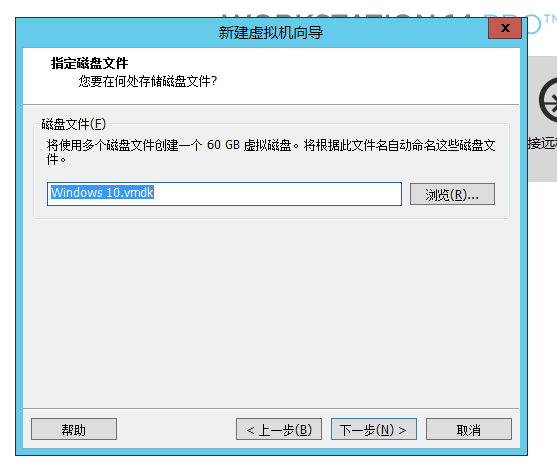 WORKSTATION 14 PRO™
新建虚拟机向导
x
指定磁盘文件
您要在何处存储磁盘文件?
磁盘文件(F)
将使用多个磁盘文件创建一个 60 GB 虚拟磁盘。将根据此文件名自动命名这些磁盘文
件。
Windows 10.vmdk
浏览(R)...
接远
帮助
< 上一步(B)
下一步(N) >
取消